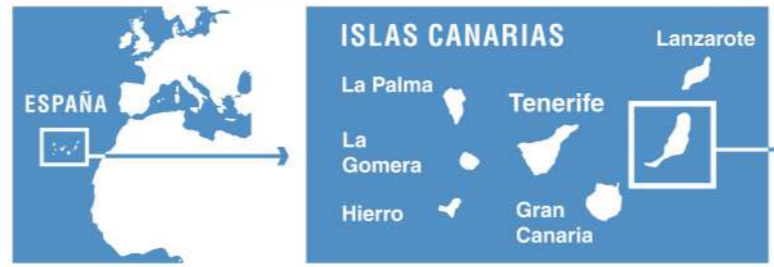 ESPAÑA
ISLAS CANARIAS
Lanzarote
La Palma
Tenerife
La
Gomera
Hierro
Gran
Canaria